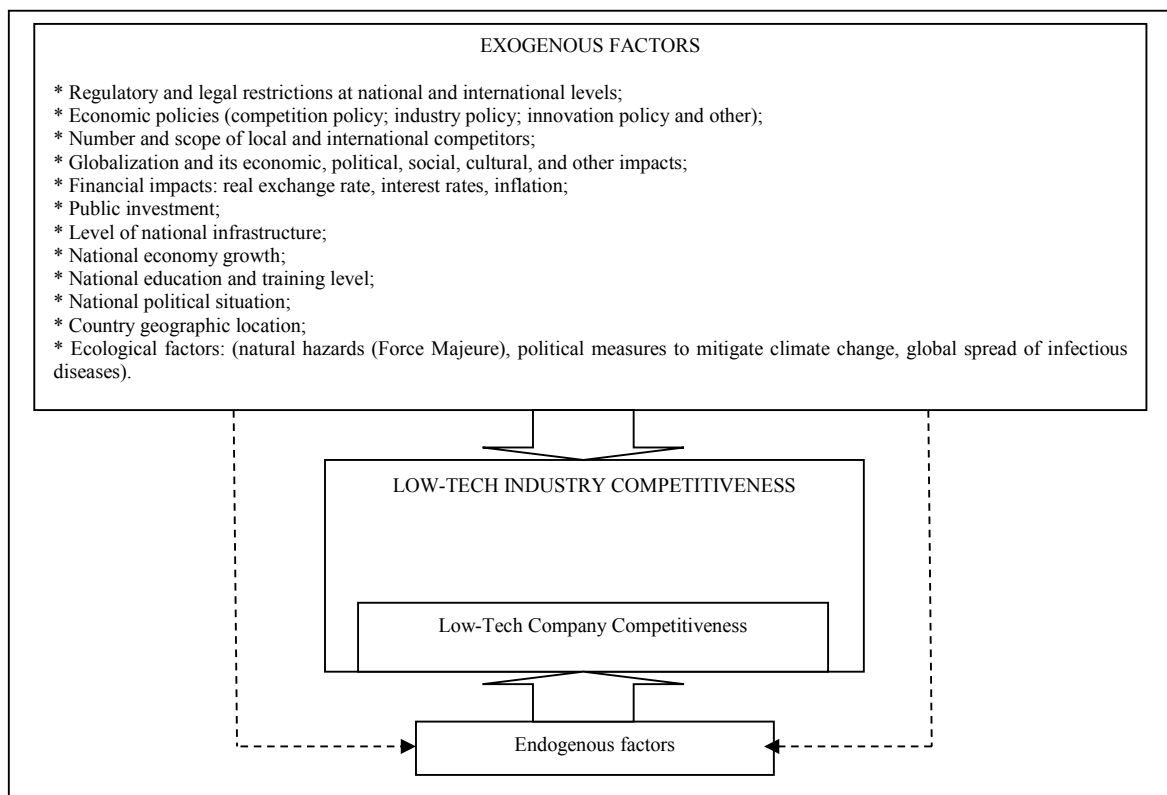 EXOGENOUS FACTORS
* Regulatory and legal restrictions at national and international levels;
* Economic policies (competition policy; industry policy; innovation policy and other);
* Number and scope of local and international competitors;
* Globalization and its economic, political, social, cultural, and other impacts;
* Financial impacts: real exchange rate, interest rates, inflation;
* Public investment;
* Level of national infrastructure;
* National economy growth;
* National education and training level;
* National political situation;
* Country geographic location;
* Ecological factors: (natural hazards (Force Majeure), political measures to mitigate climate change, global spread of infectious
diseases).
LOW-TECH INDUSTRY COMPETITIVENESS
Low-Tech Company Competitiveness
Endogenous factors